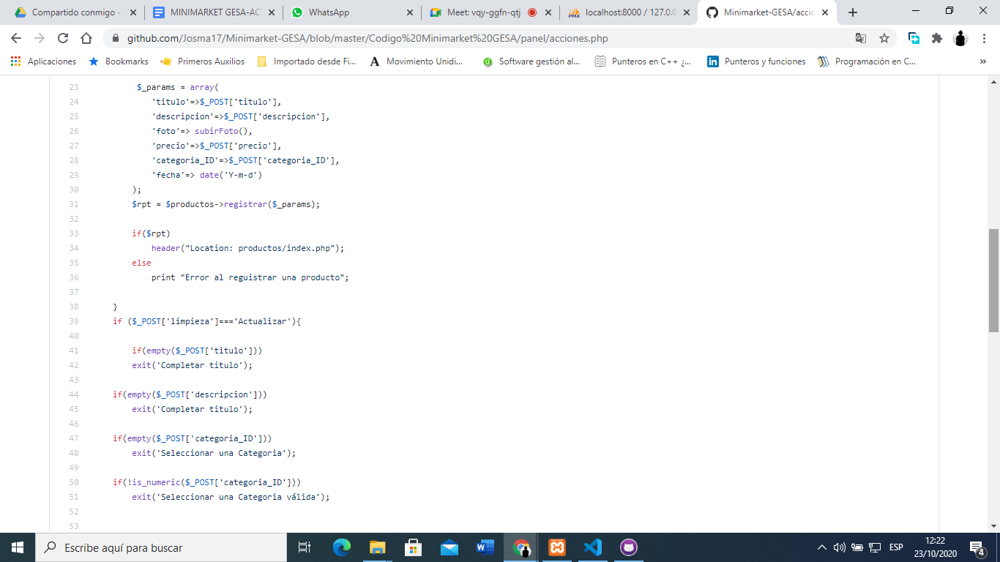 Compartido conmigo -
MINIMARKET GESA-AC
WhatsApp
Meet: vqy-ggfn-qtj
localhost:8000 / 127.0.0
Minimarket-GESA/accio
github.com/Josma17/Minimarket-GESA/blob/master/Codigo%20Minimarket%20GESA/panel/acciones.php
Aplicaciones
Bookmarks
Primeros Auxilios
Importado desde Fi...
Movimiento Unidi...
Software gestión al...
Punteros en C++ ¿...
Punteros y funciones
Programación en C...
»
23 $_params = array(
24 'titulo'=>$_POST['titulo'],
25 'descripcion'=>$_POST['descripcion'],
26 'foto'=> subirFoto(),
27 'precio'=>$_POST['precio'],
28 'categoria_ID'=>$_POST['categoria_ID'],
29 'fecha'=> date('Y-m-d')
30 );
31 $rpt = $productos->registrar($_params);
32
33 if($rpt)
34 header("Location: productos/index.php");
35 else
36 print "Error al reguistrar una producto";
37
38 }
39 if ($_POST['limpieza']==='Actualizar'){
40
41 if(empty($_POST['titulo']))
42 exit('Completar titulo');
43
44 if(empty($_POST['descripcion']))
45 exit('Completar titulo');
46
47 if(empty($_POST['categoria_ID']))
48 exit('Seleccionar una Categoria');
49
50 if(!is_numeric($_POST['categoria_ID']))
51 exit('Seleccionar una Categoria válida');
52
53
Escribe aquí para buscar
ESP
12:22
23/10/2020
4